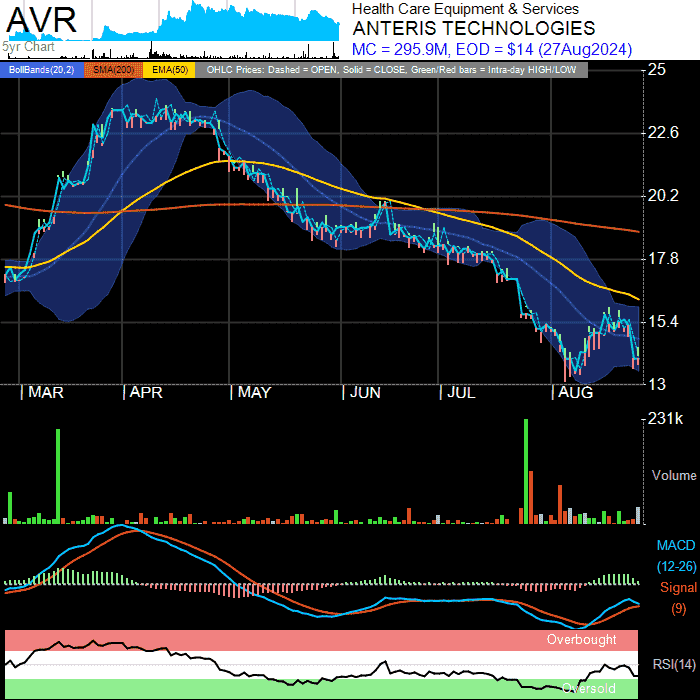 AVR
5yr Chart
Health Care Equipment & Services
ANTERIS TECHNOLOGIES
MC = 295.9M, EOD = $14 (27Aug2024)
BollBands(20,2) SMA(200) EMA(50) OHLC Prices: Dashed = OPEN, Solid = CLOSE, Green/Red bars = Intra-day HIGH/LOW
25
22.6
20.2
17.8
15.4
13
MAR APR MAY JUN JUL AUG
231k
Volume
MACD
(12-26)
Signal
(9)
Overbought
RSI(14)
Oversold